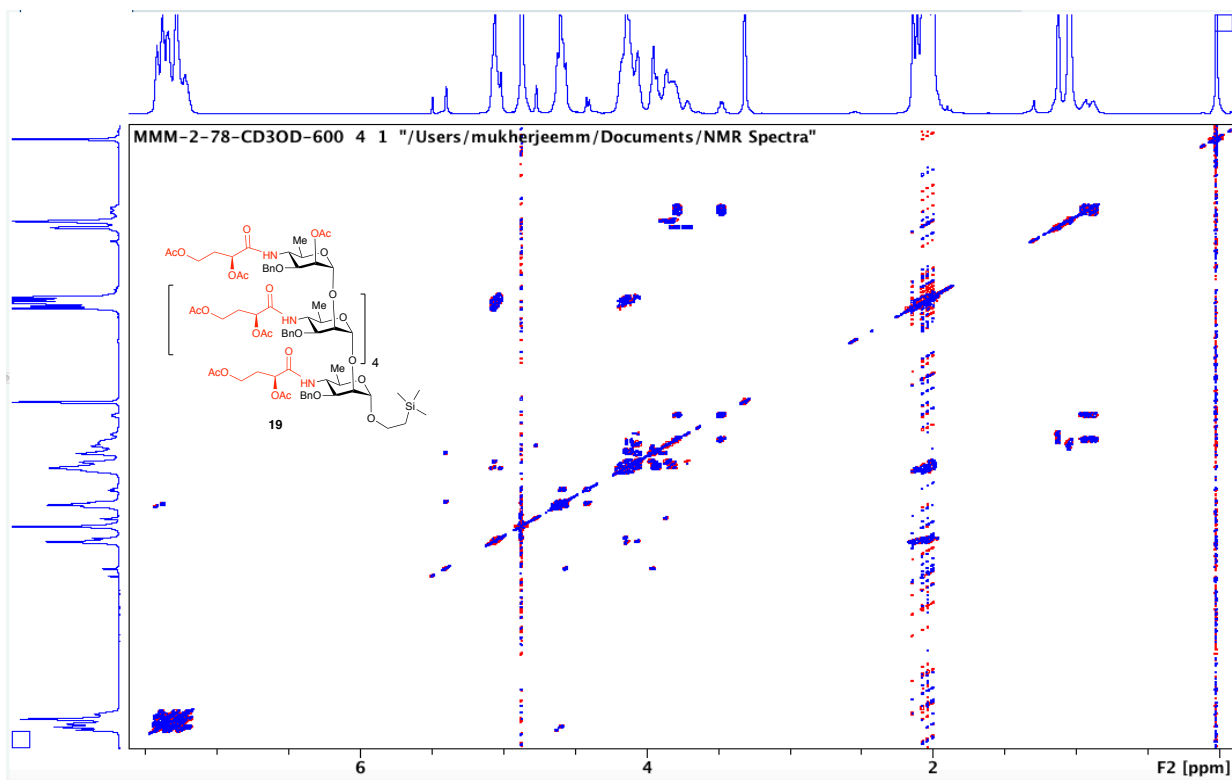 MMM-2-78-CD3OD-600 4 1 "/Users/mukherjeemm/Documents/NMR Spectra"
O
Me
OAc
AcO
HN
O
BnO
OAc
O
O
Me
AcO
HN
O
BnO
OAc
O
4
O
Me
AcO
HN
O
BnO
OAc
O
Si
19
6
4
2
F2 [ppm]